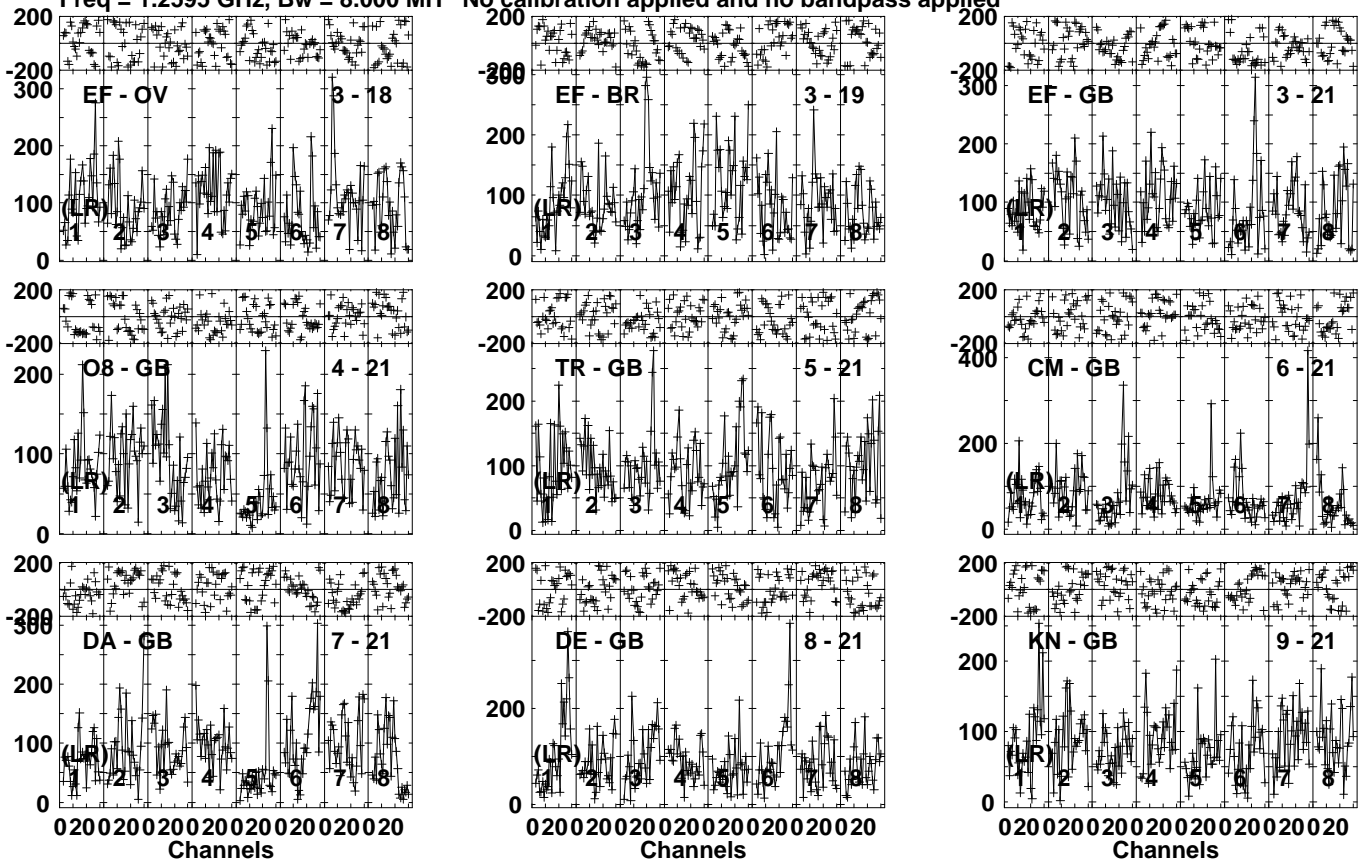 Freq = 1.2595 GHz, Bw = 8.000 MH No calibration applied and no bandpass applied
200 200 200
-200 -200 -200
300 300 300
EF - OV 3 - 18 EF - BR 3 - 19 EF - GB 3 - 21
200 200 200
100 100 100
(LR) (LR) (LR)
1 2 3 4 5 6 7 8 1 2 3 4 5 6 7 8 1 2 3 4 5 6 7 8
0 0 0
200 200 200
-200 -200 -200
400
O8 - GB 4 - 21 TR - GB 5 - 21 CM - GB 6 - 21
200 200 200
100 100
(LR) (LR) (LR)
1 2 3 4 5 6 7 8 1 2 3 4 5 6 7 8 1 2 3 4 5 6 7 8
0 0 0
200 200 200
-200 -200 -200
300
DA - GB 7 - 21 DE - GB 8 - 21 KN - GB 9 - 21
200 200 200
100 100
(LR) (LR) (LR)
1 2 3 4 5 6 7 8 1 2 3 4 5 6 7 8 1 2 3 4 5 6 7 8
0 0 0
0 20 0 20 0 20 0 20 0 20 0 20 0 20 0 20 0 20 0 20 0 20 0 20 0 20 0 20 0 20 0 20 0 20 0 20 0 20 0 20 0 20 0 20 0 20 0 20
Channels Channels Channels